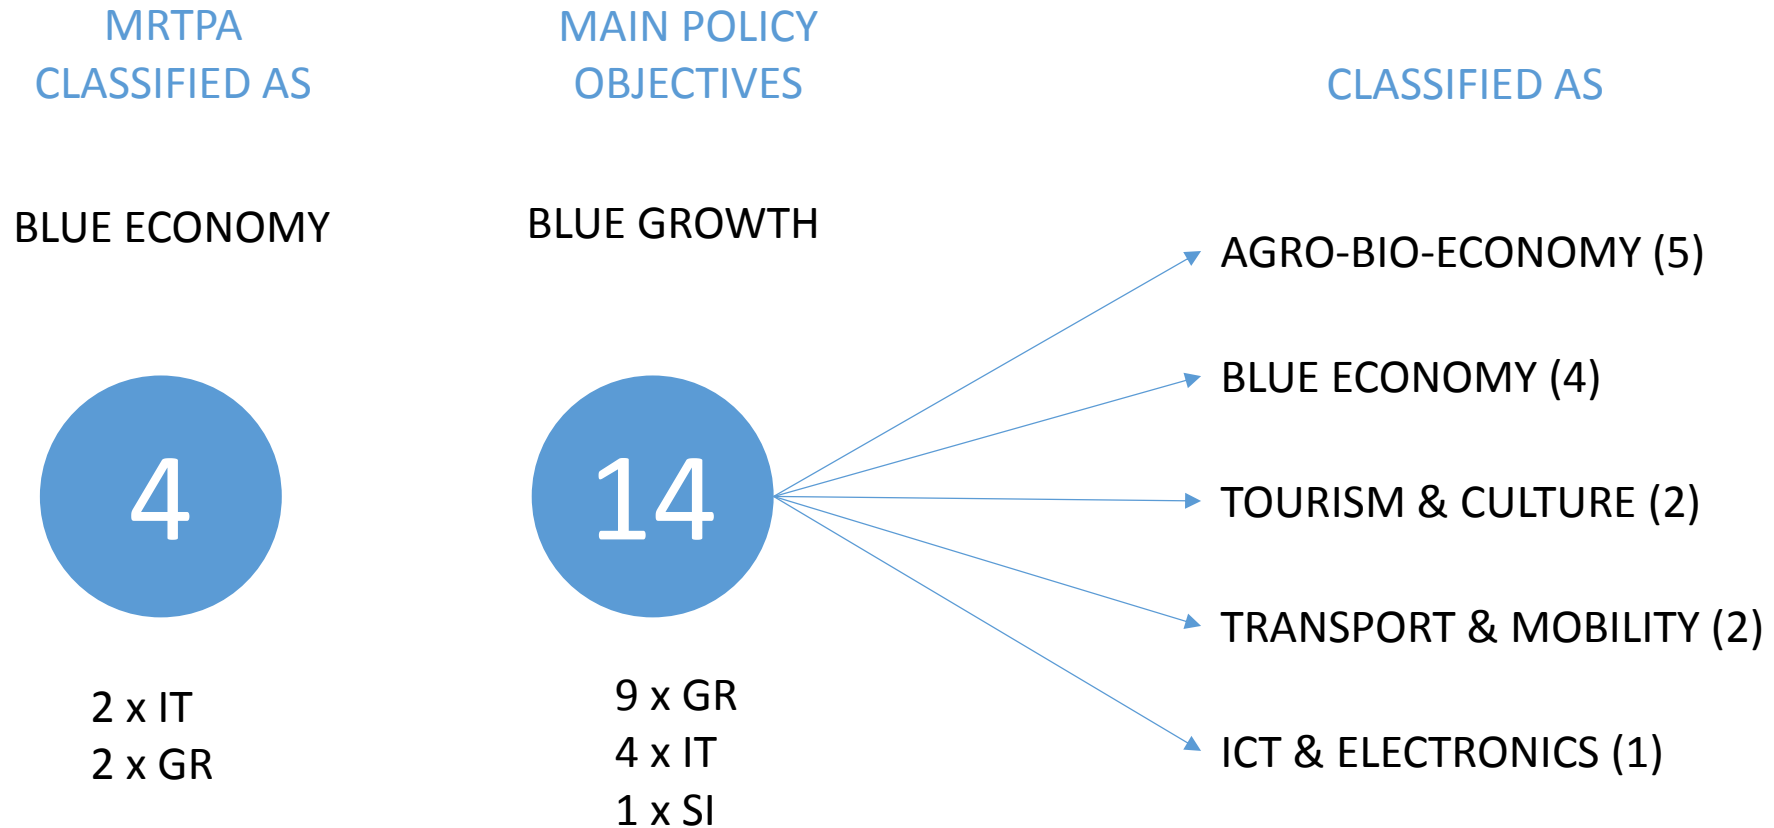 MRTPA
CLASSIFIED AS
BLUE ECONOMY
4
2 x IT
2 x GR
MAIN POLICY
OBJECTIVES
BLUE GROWTH
14
9 x GR
4 x IT
1 x SI
CLASSIFIED AS
AGRO-BIO-ECONOMY (5)
BLUE ECONOMY (4)
TOURISM & CULTURE (2)
TRANSPORT & MOBILITY (2)
ICT & ELECTRONICS (1)